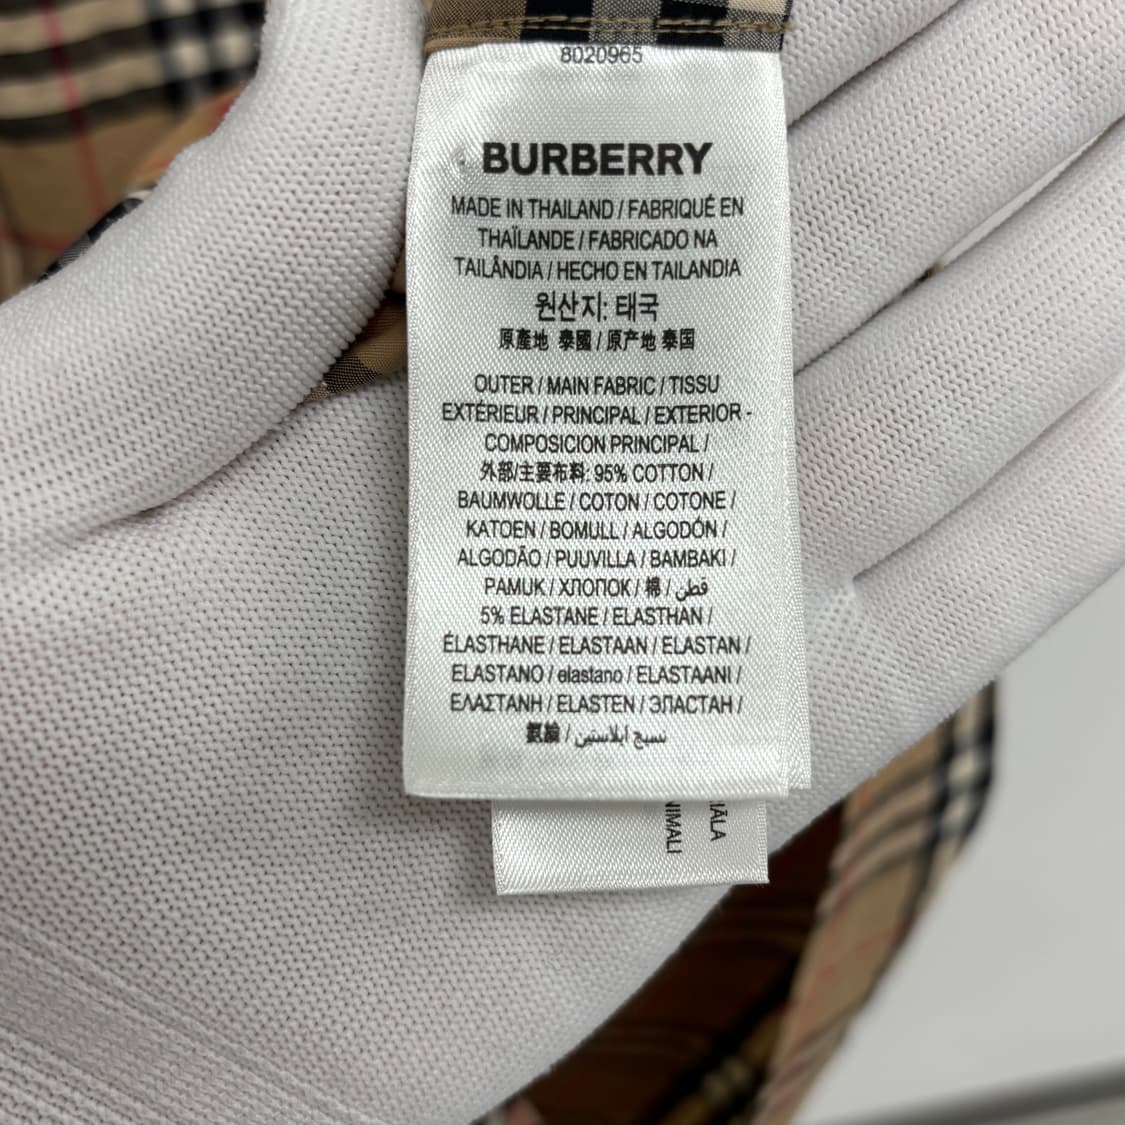 8020965
BURBERRY
MADE IN THAILAND / FABRIQUÉ EN
THAÏLANDE / FABRICADO NA
TAILÂNDIA / HECHO EN TAILANDIA
원산지: 태국
原產地 泰國 / 原产地 泰国
OUTER / MAIN FABRIC / TISSU
EXTÉRIEUR / PRINCIPAL / EXTERIOR -
COMPOSICION PRINCIPAL /
外部/主要布料: 95% COTTON /
BAUMWOLLE / COTON / COTONE /
KATOEN / BOMULL / ALGODÓN /
ALGODÃO / PUUVILLA / BAMBAKI /
PAMUK / ХЛОПОК / 棉 / قطن
5% ELASTANE / ELASTHAN /
ÉLASTHANE / ELASTAAN / ELASTAN /
ELASTANO / elastano / ELASTAANI /
ΕΛΑΣΤΑΝΗ / ELASTEN / ЭЛАСТАН /
/ نسيج ايلاستين
IĀLA
NIMALI